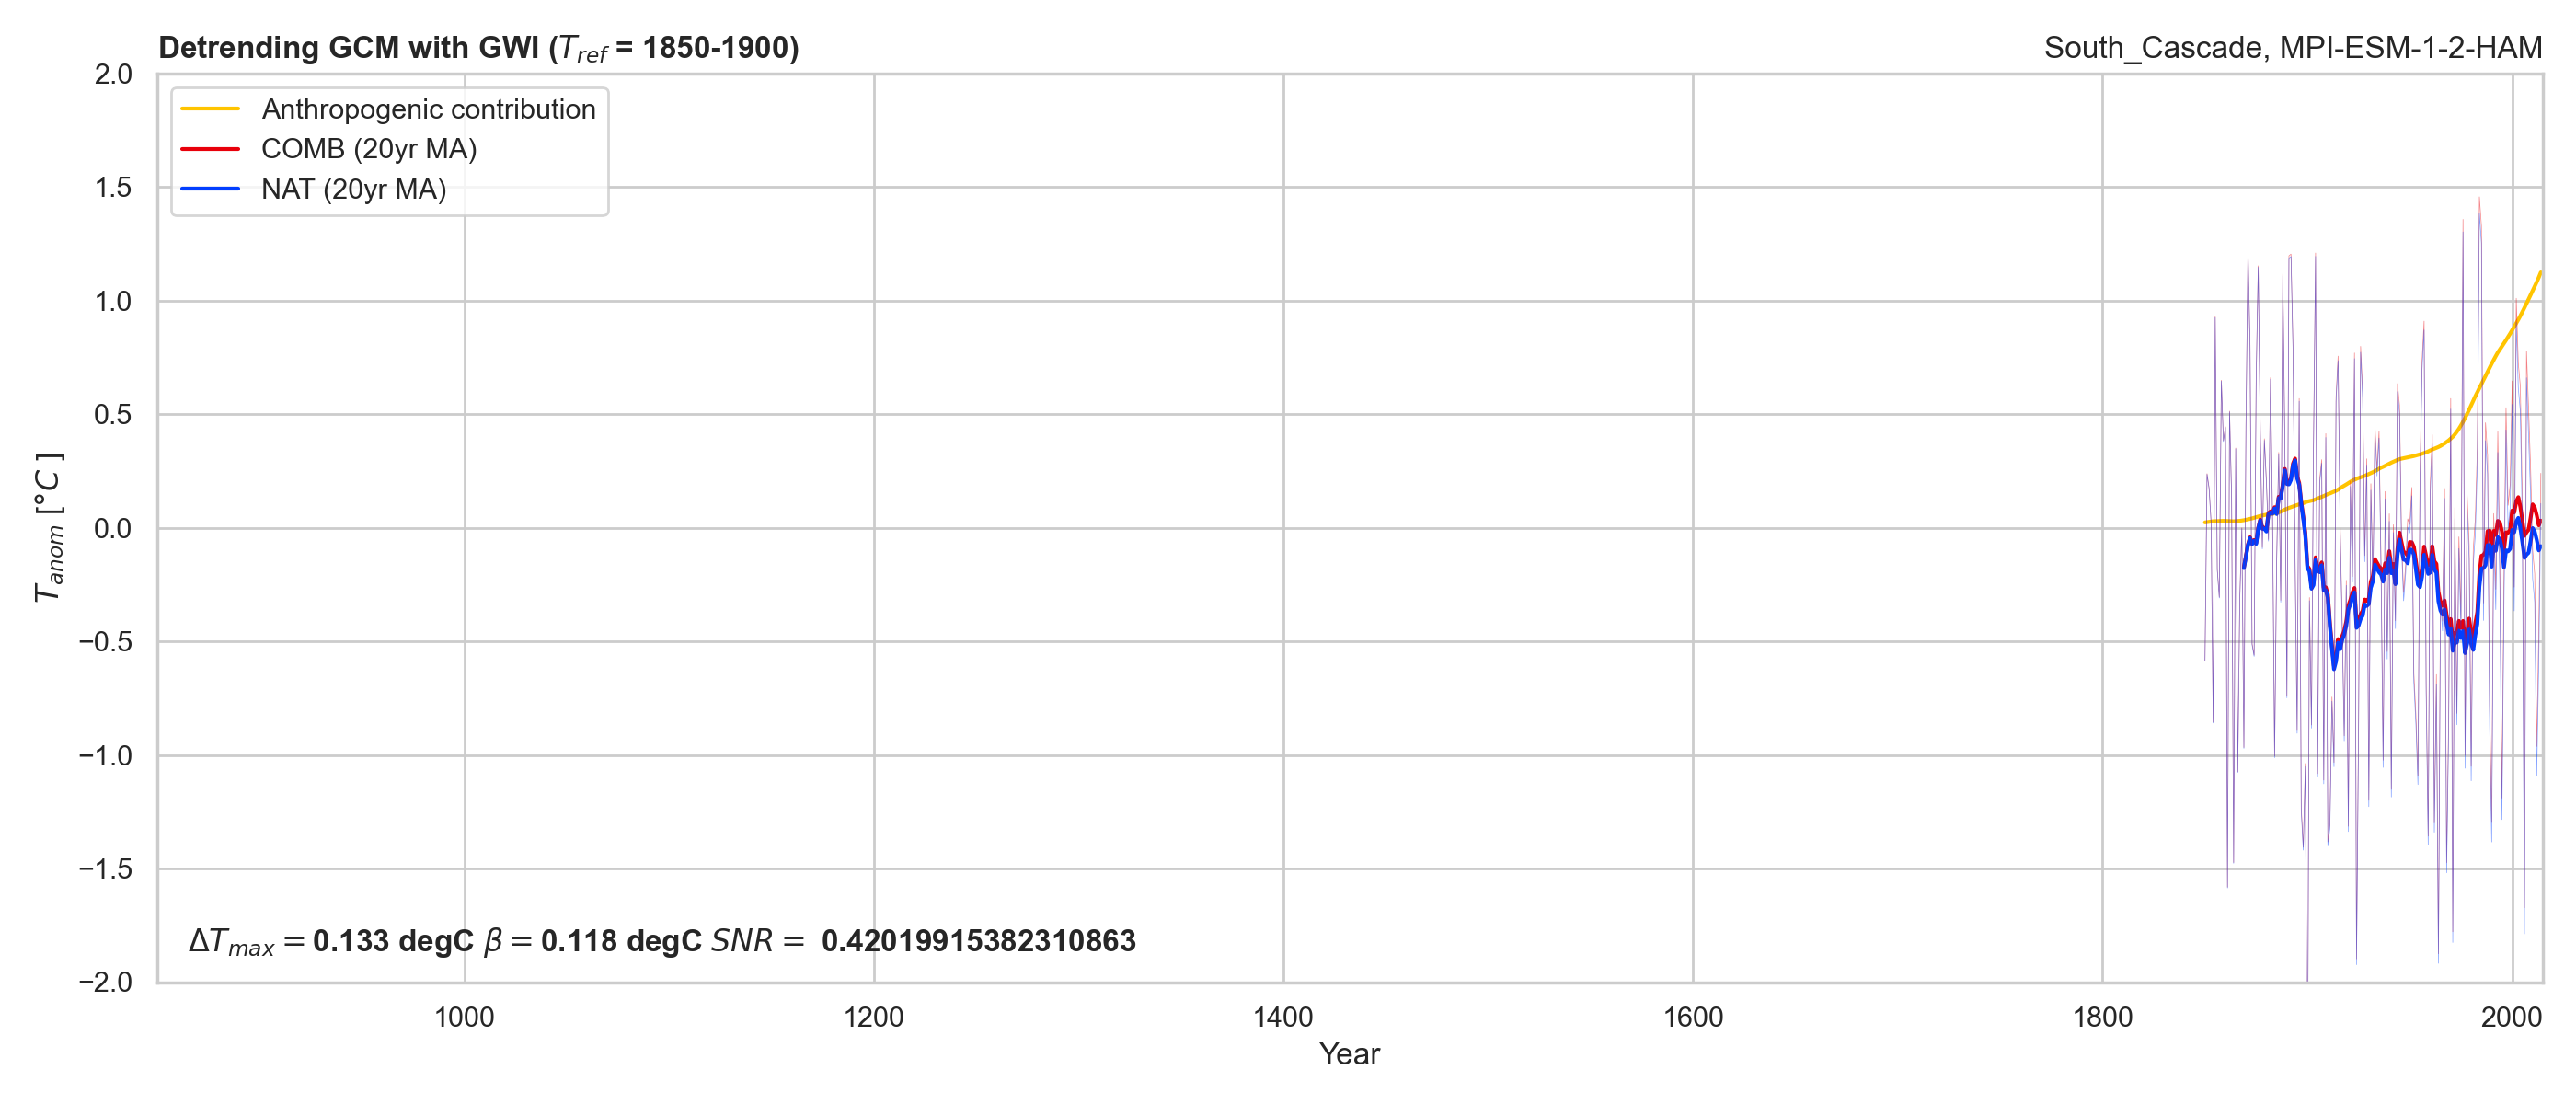 Detrending GCM with GWI (T_ref = 1850-1900)
South_Cascade, MPI-ESM-1-2-HAM
Anthropogenic contribution
COMB (20yr MA)
NAT (20yr MA)
2.0
1.5
1.0
0.5
0.0
−0.5
−1.0
−1.5
−2.0
T_anom [°C ]
ΔT_max = 0.133 degC β = 0.118 degC SNR = 0.42019915382310863
1000 1200 1400 1600 1800 2000
Year